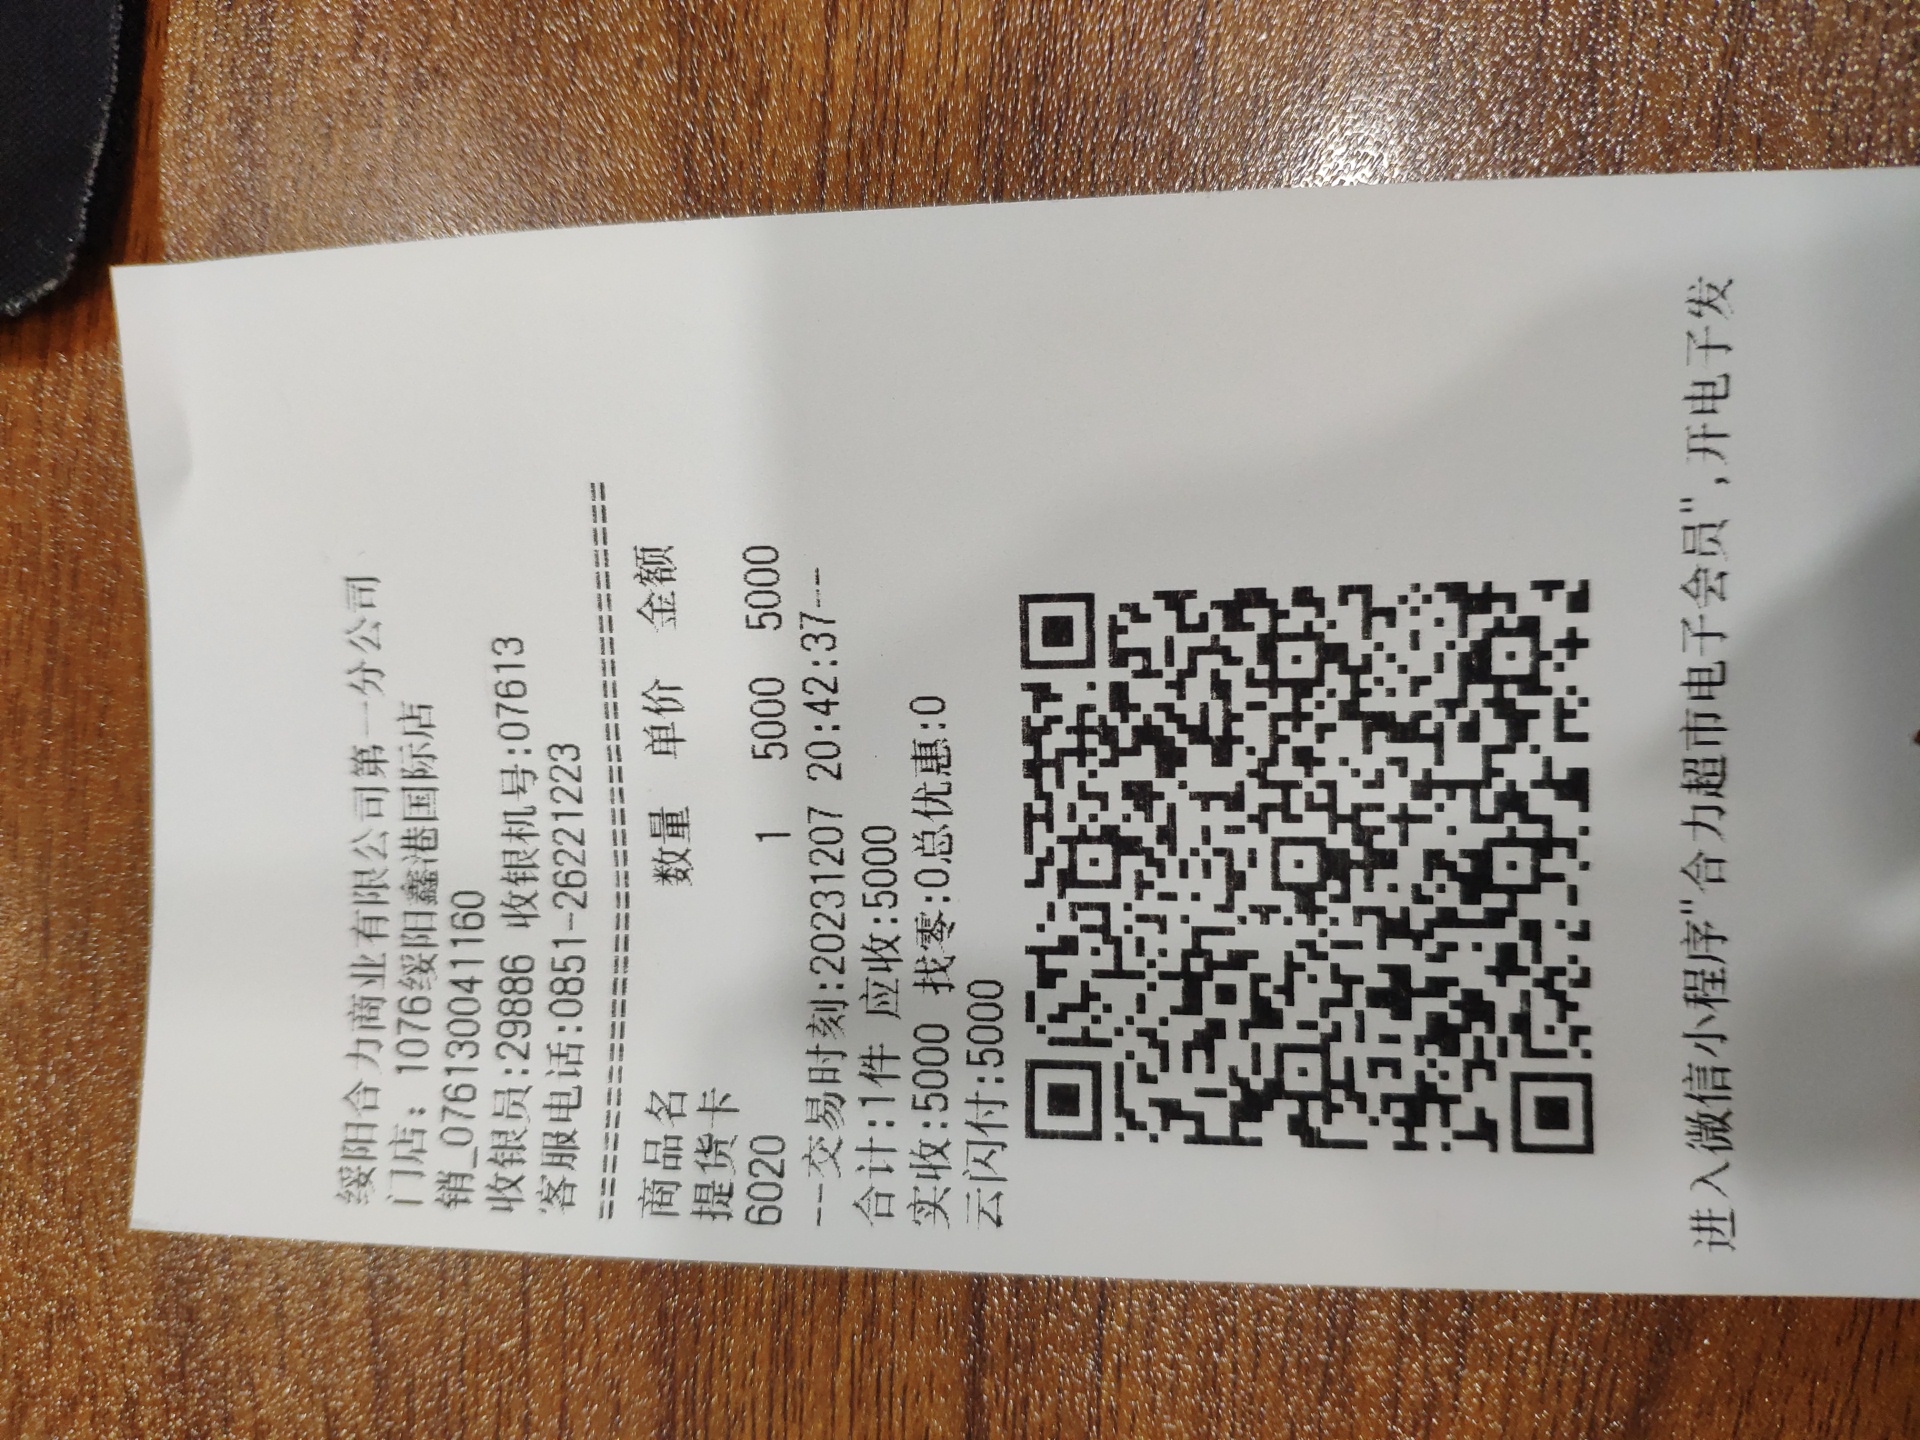 绥阳合力商业有限公司第一分公司
门店: 1076绥阳鑫港国际店
销_0761300411​60
收银员:29886 收银机号:07613
客服电话:0851-26221223
================================================
商品名 数量 单价 金额
提货卡
6020 1 5000 5000
---交易时刻:20231207 20:42:37---
合计:1件 应收:5000
实收:5000 找零:0总优惠:0
云闪付:5000
进入微信小程序"合力超市电子会员",开电子发